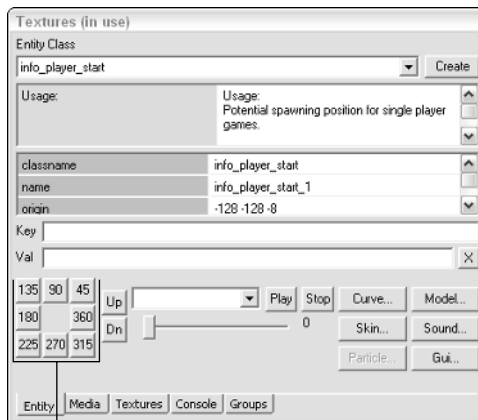 Textures (in use)
Entity Class
info_player_start
Create
Usage:
Usage:
Potential spawning position for single player
games.
classname info_player_start
name info_player_start_1
origin -128 -128 -8
Key
Val
X
135 90 45
180 360
225 270 315
Up
Dn
Play Stop
0
Curve... Model...
Skin... Sound...
Particle... Gui...
Entity Media Textures Console Groups